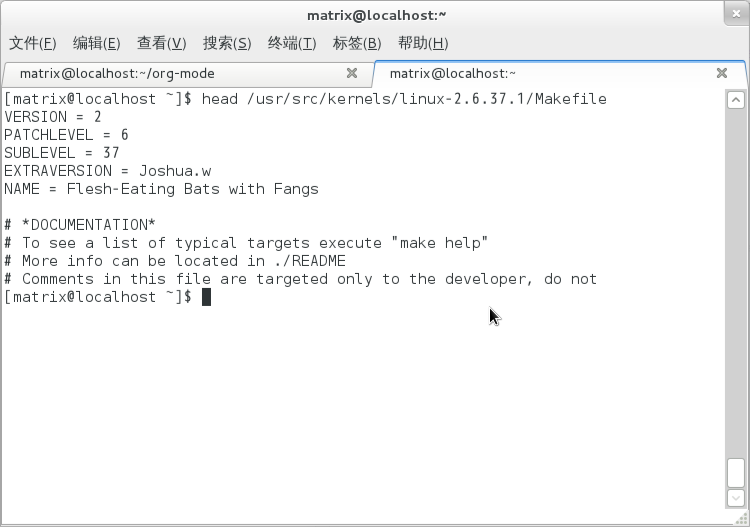 matrix@localhost:~
文件(F) 编辑(E) 查看(V) 搜索(S) 终端(T) 标签(B) 帮助(H)
matrix@localhost:~/org-mode matrix@localhost:~
[matrix@localhost ~]$ head /usr/src/kernels/linux-2.6.37.1/Makefile
VERSION = 2
PATCHLEVEL = 6
SUBLEVEL = 37
EXTRAVERSION = Joshua.w
NAME = Flesh-Eating Bats with Fangs
# *DOCUMENTATION*
# To see a list of typical targets execute "make help"
# More info can be located in ./README
# Comments in this file are targeted only to the developer, do not
[matrix@localhost ~]$